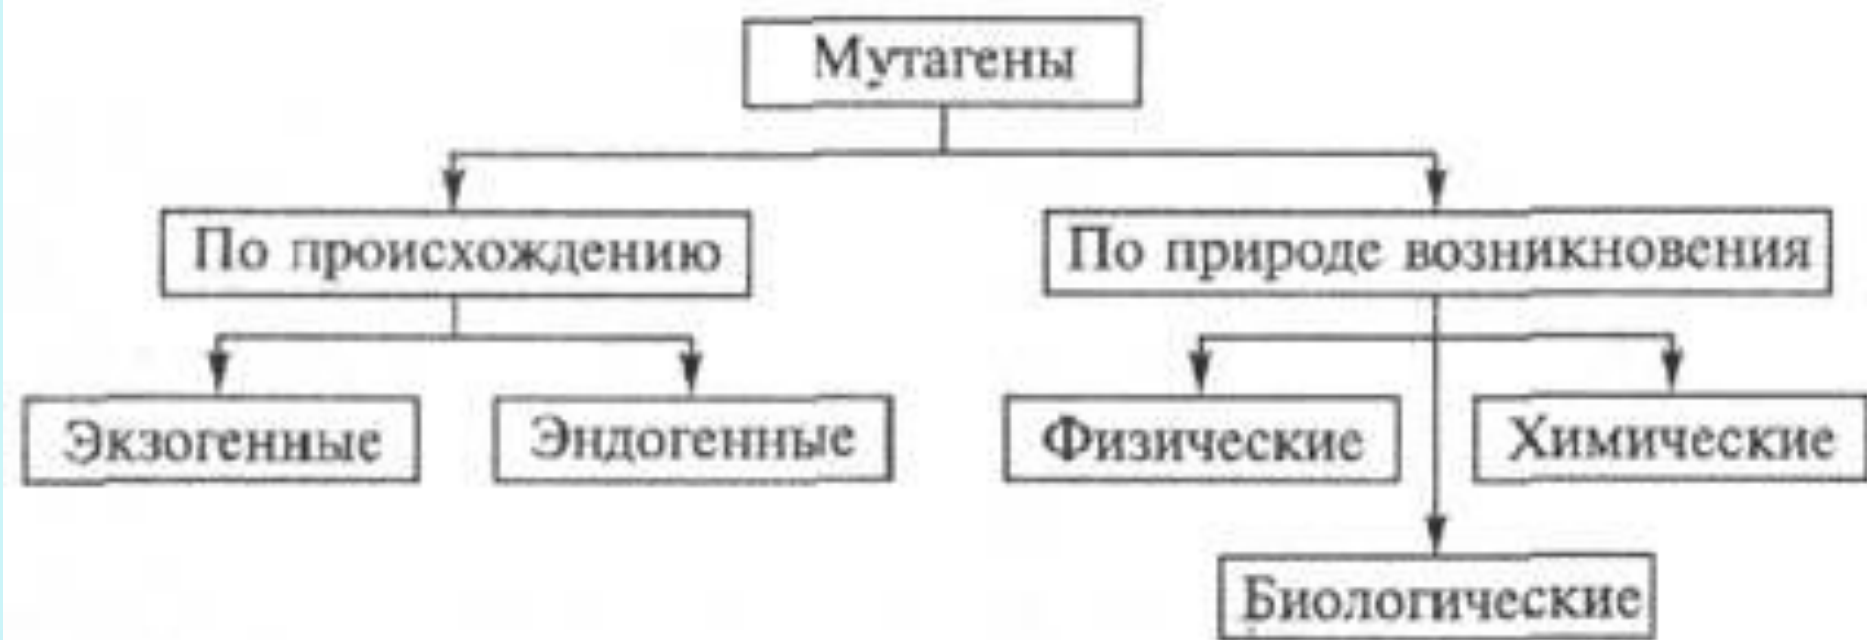 Мутагены
По происхождению
По природе возникновения
Экзогенные
Эндогенные
Физические
Химические
Биологические